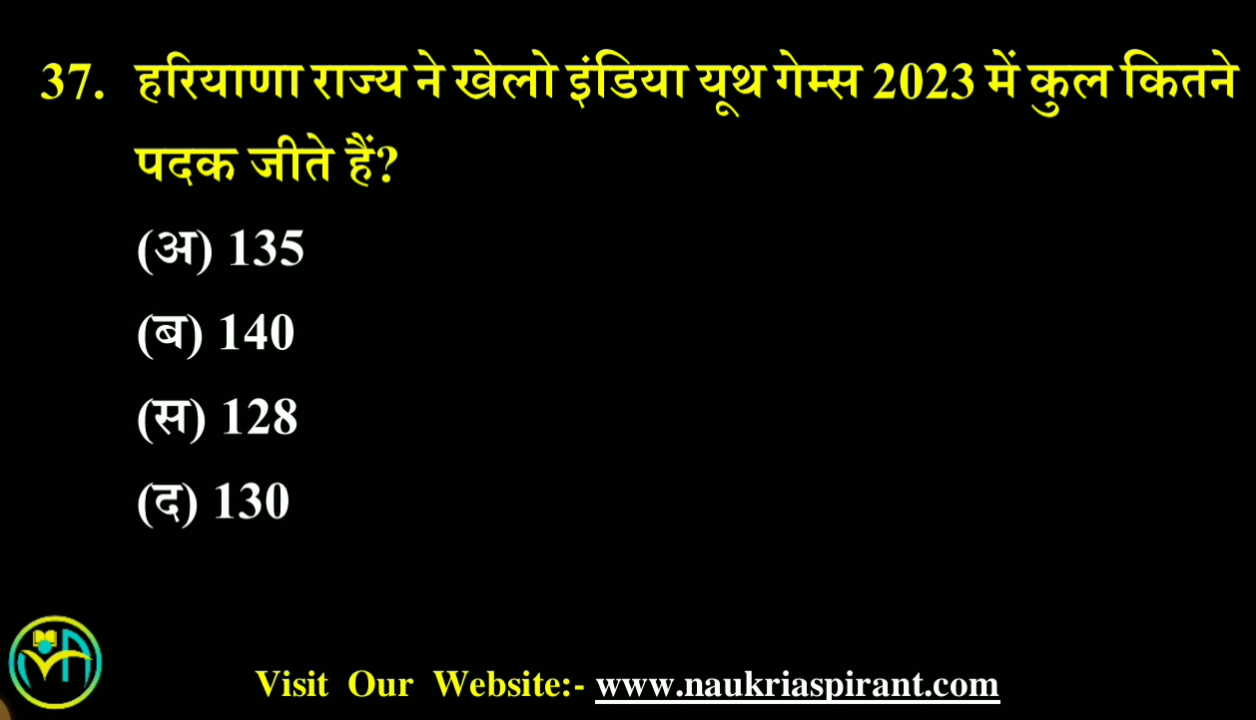 37. हरियाणा राज्य ने खेलो इंडिया यूथ गेम्स 2023 में कुल कितने
पदक जीते हैं?
(अ) 135
(ब) 140
(स) 128
(द) 130
Visit Our Website:- www.naukriaspirant.com